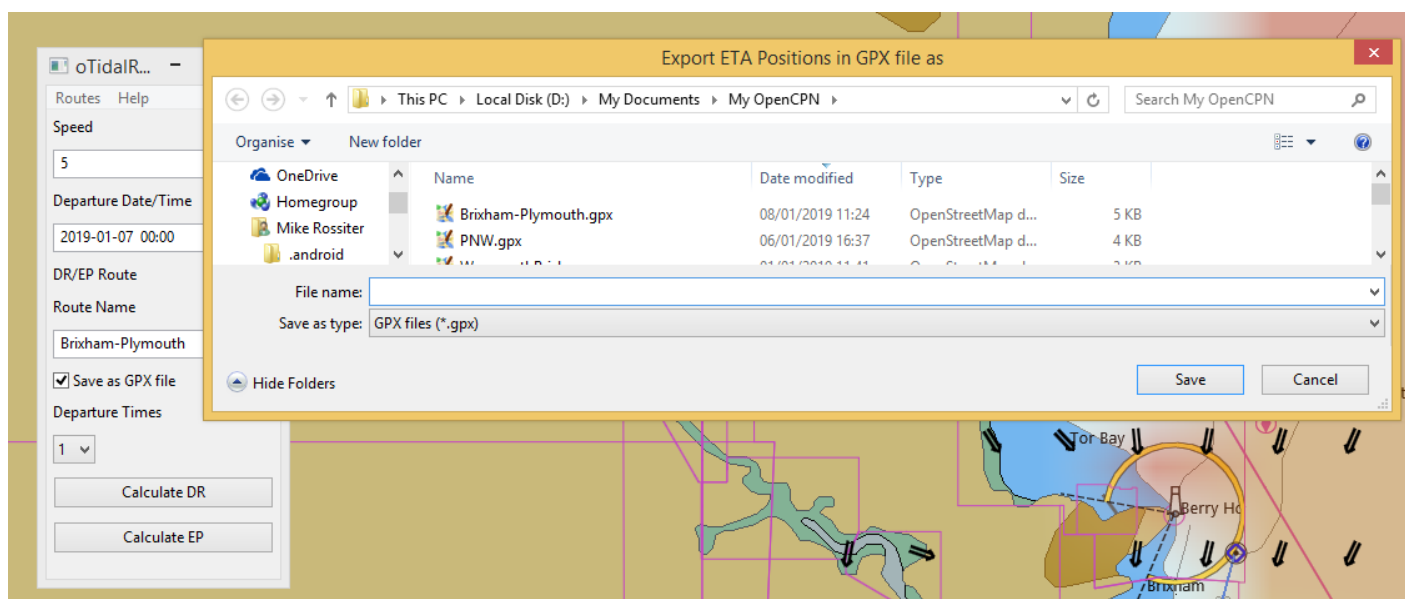 oTidalR...
Routes Help
Speed
5
Departure Date/Time
2019-01-07 00:00
DR/EP Route
Route Name
Brixham-Plymouth
Save as GPX file
Departure Times
1
Calculate DR
Calculate EP
Export ETA Positions in GPX file as
This PC Local Disk (D:) My Documents My OpenCPN
Search My OpenCPN
Organise New folder
OneDrive
Homegroup
Mike Rossiter
.android
Name Date modified Type Size
Brixham-Plymouth.gpx 08/01/2019 11:24 OpenStreetMap d... 5 KB
PNW.gpx 06/01/2019 16:37 OpenStreetMap d... 4 KB
File name:
Save as type: GPX files (*.gpx)
Hide Folders
Save Cancel
Tor Bay
Berry
Brixham